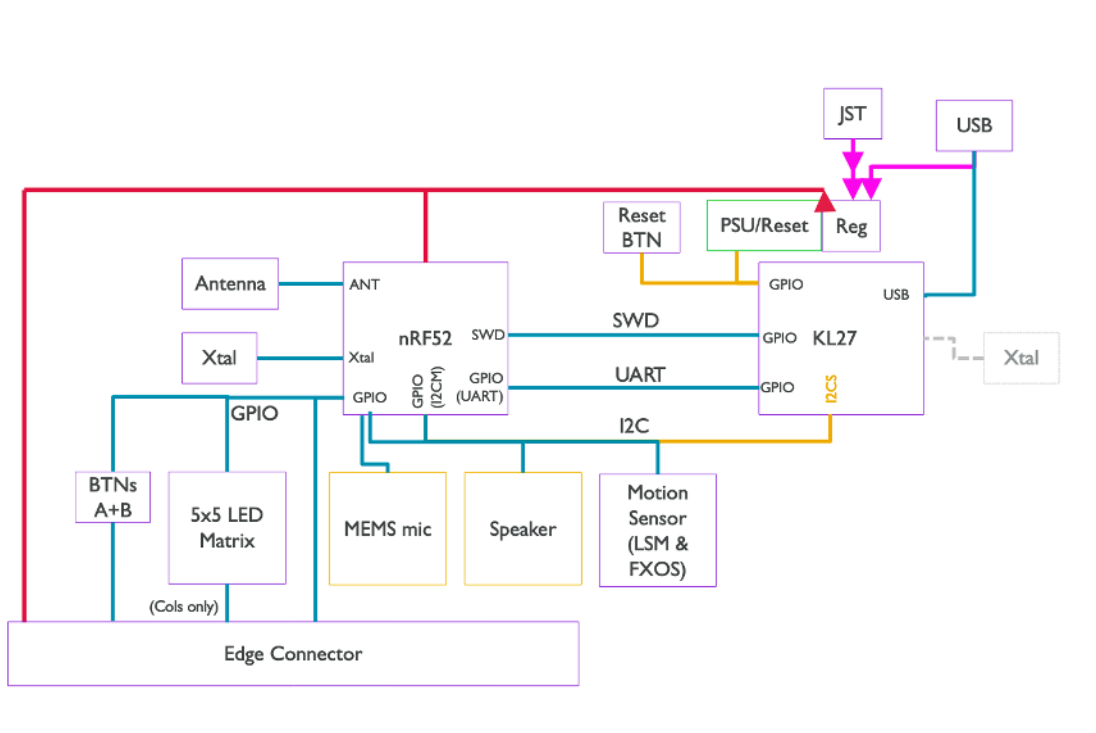 JST
USB
Reset
BTN
PSU/Reset
Reg
Antenna
ANT
GPIO
USB
SWD
nRF52
SWD
GPIO
KL27
Xtal
Xtal
Xtal
UART
GPIO
(UART)
GPIO
GPIO
(I2CM)
I2CS
GPIO
GPIO
I2C
BTNs
A+B
5x5 LED
Matrix
MEMS mic
Speaker
Motion
Sensor
(LSM &
FXOS)
(Cols only)
Edge Connector